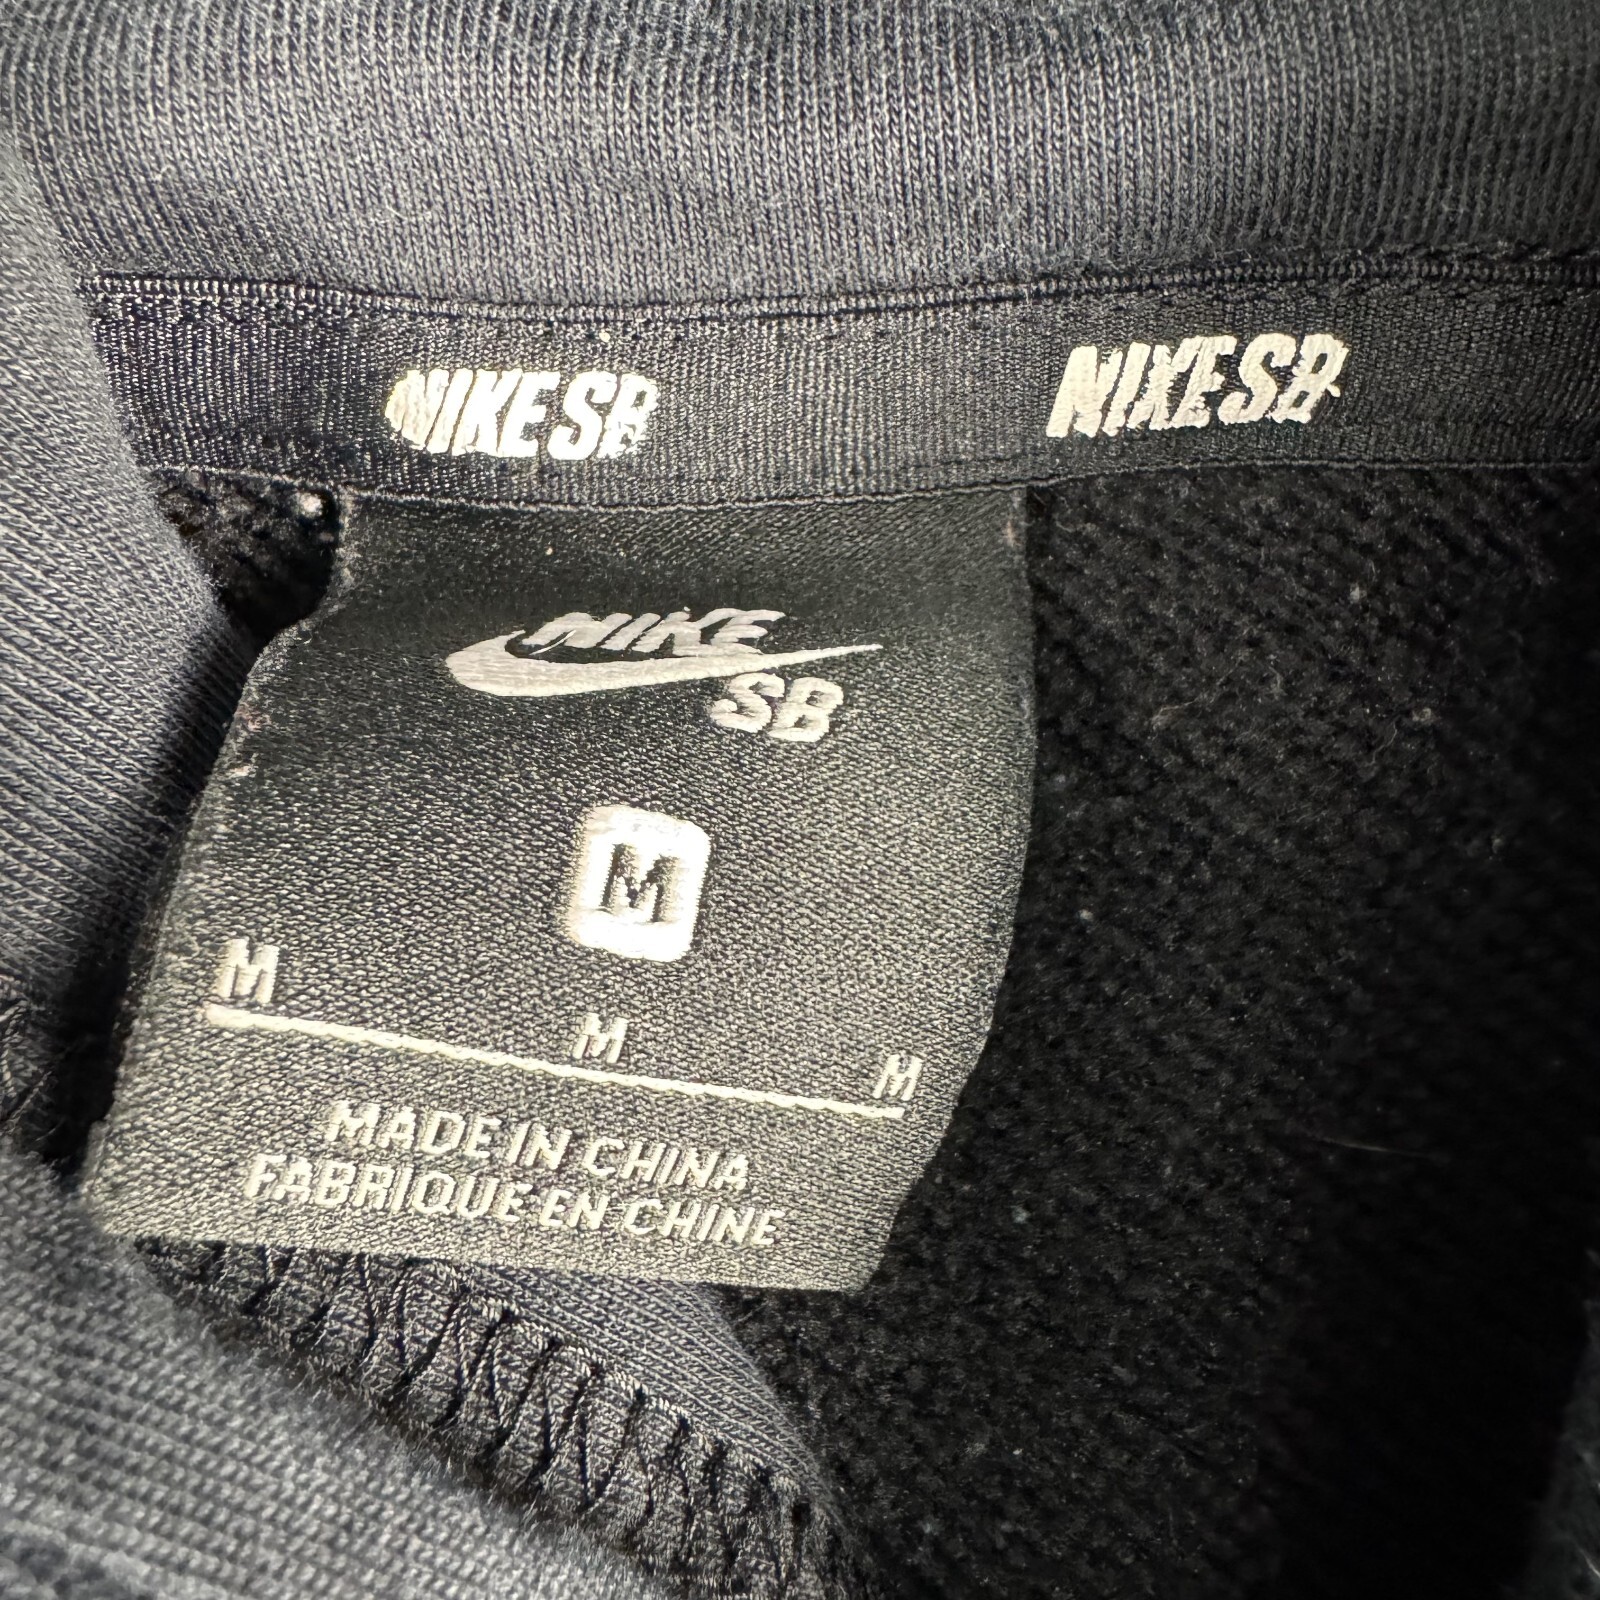 NIKE SB NIKE SB
NIKE
SB
M
M M M
MADE IN CHINA
FABRIQUE EN CHINE